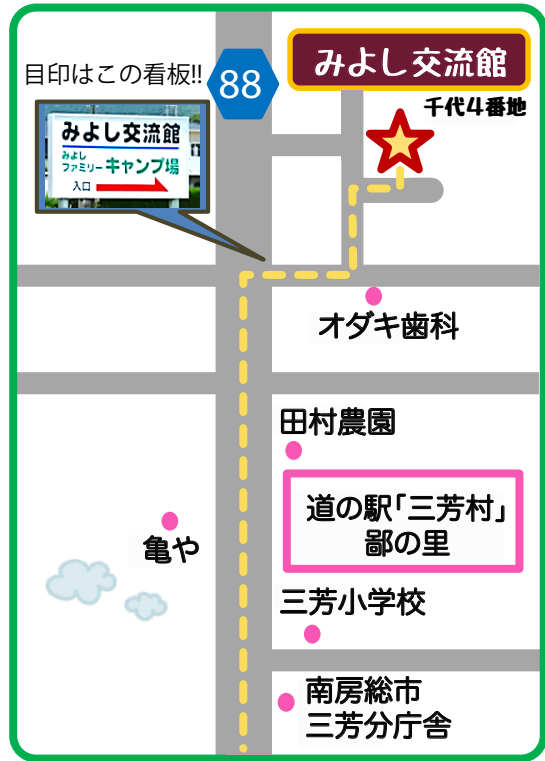 目印はこの看板!!
88
みよし交流館
千代4番地
みよし交流館
みよし
ファミリーキャンプ場
入口
オダキ歯科
田村農園
道の駅「三芳村」
鄙の里
亀や
三芳小学校
南房総市
三芳分庁舎